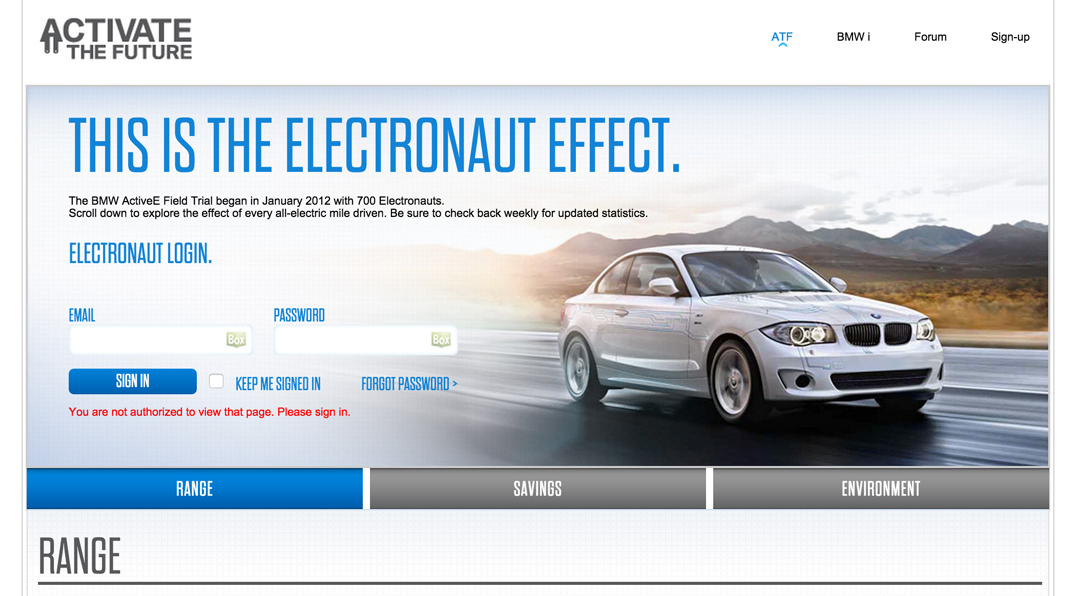 ACTIVATE
THE FUTURE
ATF
BMW i
Forum
Sign-up
THIS IS THE ELECTRONAUT EFFECT.
The BMW ActiveE Field Trial began in January 2012 with 700 Electronauts.
Scroll down to explore the effect of every all-electric mile driven. Be sure to check back weekly for updated statistics.
ELECTRONAUT LOGIN.
EMAIL
PASSWORD
Box
Box
SIGN IN
KEEP ME SIGNED IN
FORGOT PASSWORD >
You are not authorized to view that page. Please sign in.
RANGE
SAVINGS
ENVIRONMENT
RANGE